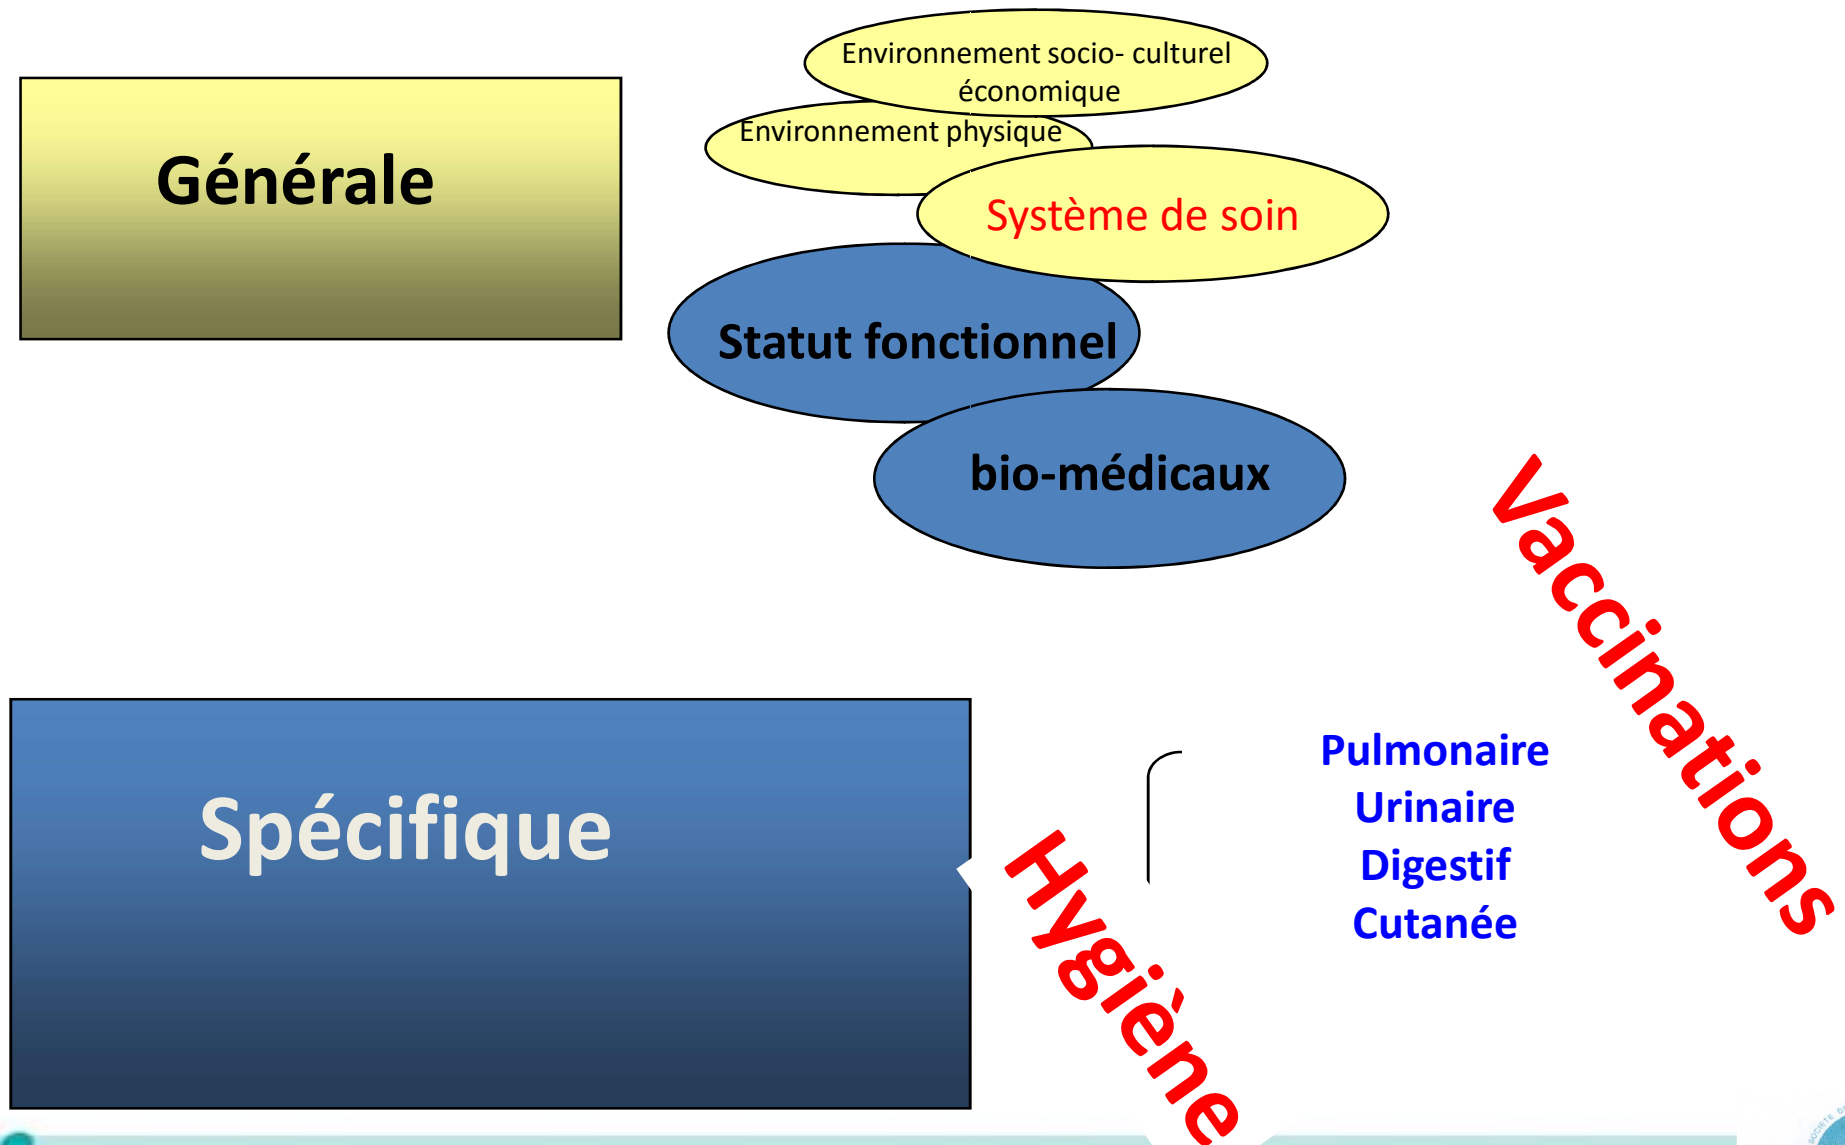 Environnement socio- culturel
économique
Environnement physique
Générale
Système de soin
Statut fonctionnel
bio-médicaux
Vaccinations
Spécifique
Pulmonaire
Urinaire
Digestif
Cutanée
Hygiène